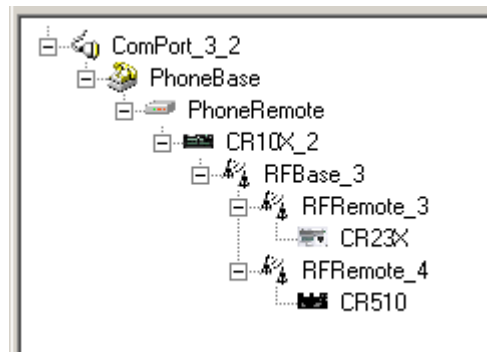 ComPort_3_2
PhoneBase
PhoneRemote
CR10X_2
RFBase_3
RFRemote_3
CR23X
RFRemote_4
CR510